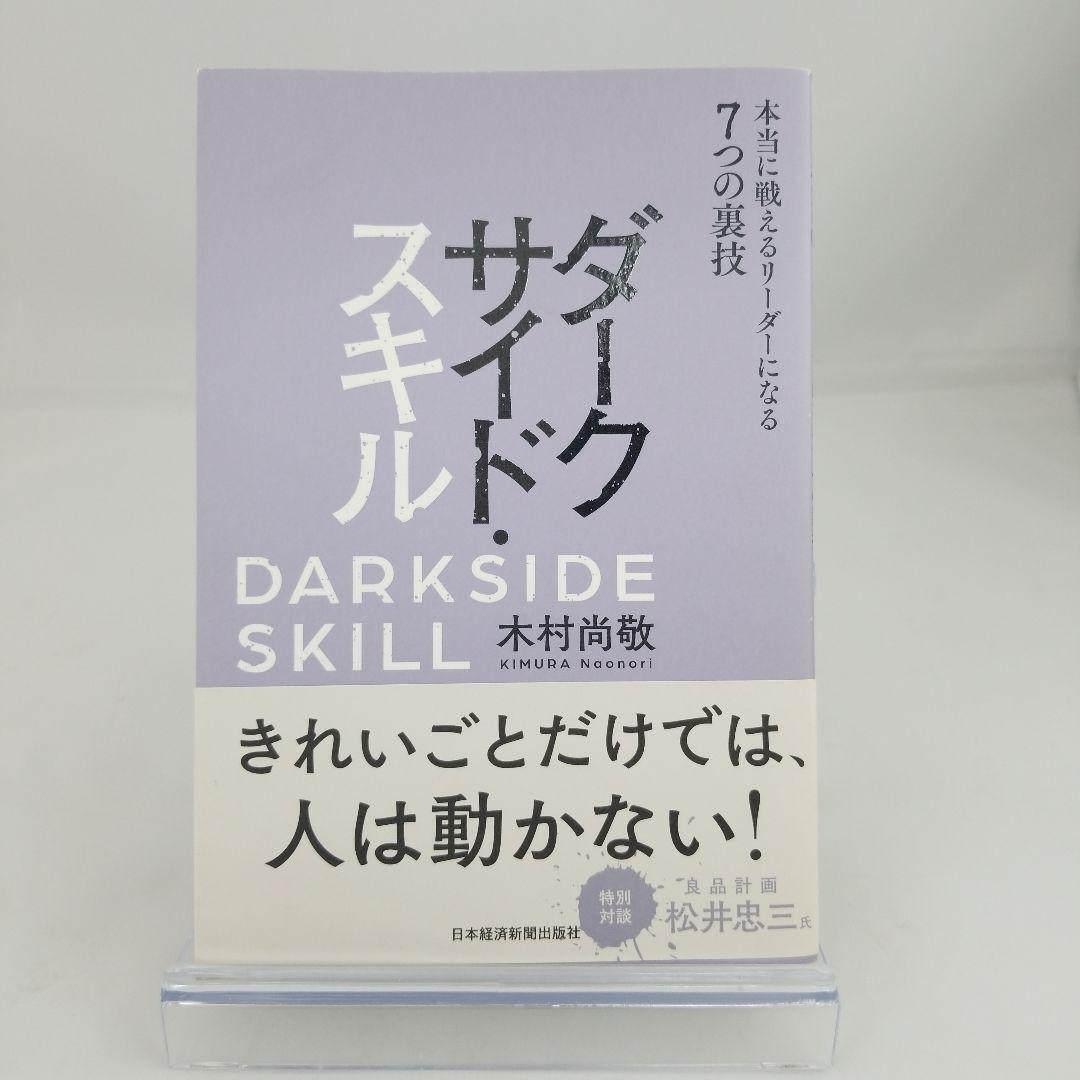 本当に戦えるリーダーになる
7つの裏技
ダーク
サイド・
スキル
DARKSIDE
SKILL
木村尚敬
KIMURA Naonori
きれいごとだけでは、
人は動かない!
特別
対談
良品計画
松井忠三氏
日本経済新聞出版社